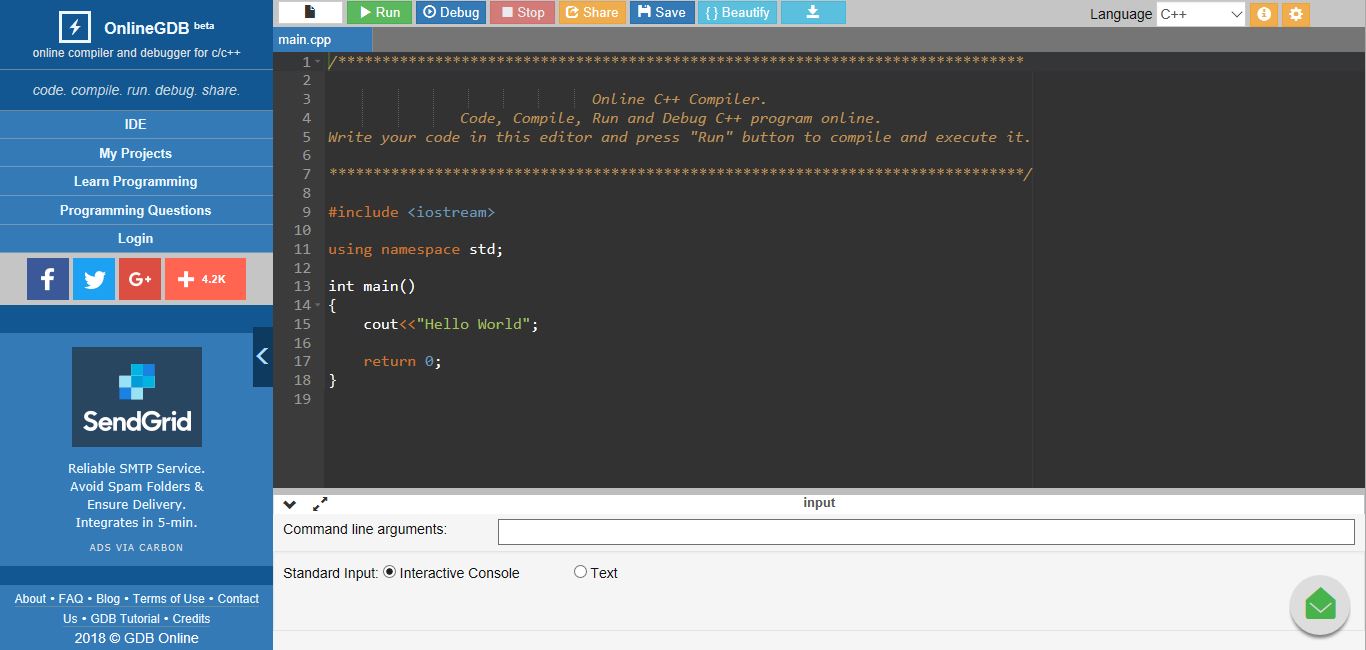 OnlineGDB beta
online compiler and debugger for c/c++
code. compile. run. debug. share.
IDE
My Projects
Learn Programming
Programming Questions
Login
f
G+
4.2K
SendGrid
Reliable SMTP Service.
Avoid Spam Folders &
Ensure Delivery.
Integrates in 5-min.
ADS VIA CARBON
About • FAQ • Blog • Terms of Use • Contact
Us • GDB Tutorial • Credits
2018 © GDB Online
Run Debug Stop Share Save { } Beautify Language C++
main.cpp
1 /******************************************************************************
2
3 Online C++ Compiler.
4 Code, Compile, Run and Debug C++ program online.
5 Write your code in this editor and press "Run" button to compile and execute it.
6
7 *******************************************************************************/
8
9 #include <iostream>
10
11 using namespace std;
12
13 int main()
14 {
15 cout<<"Hello World";
16
17 return 0;
18 }
19
input
Command line arguments:
Standard Input: Interactive Console Text